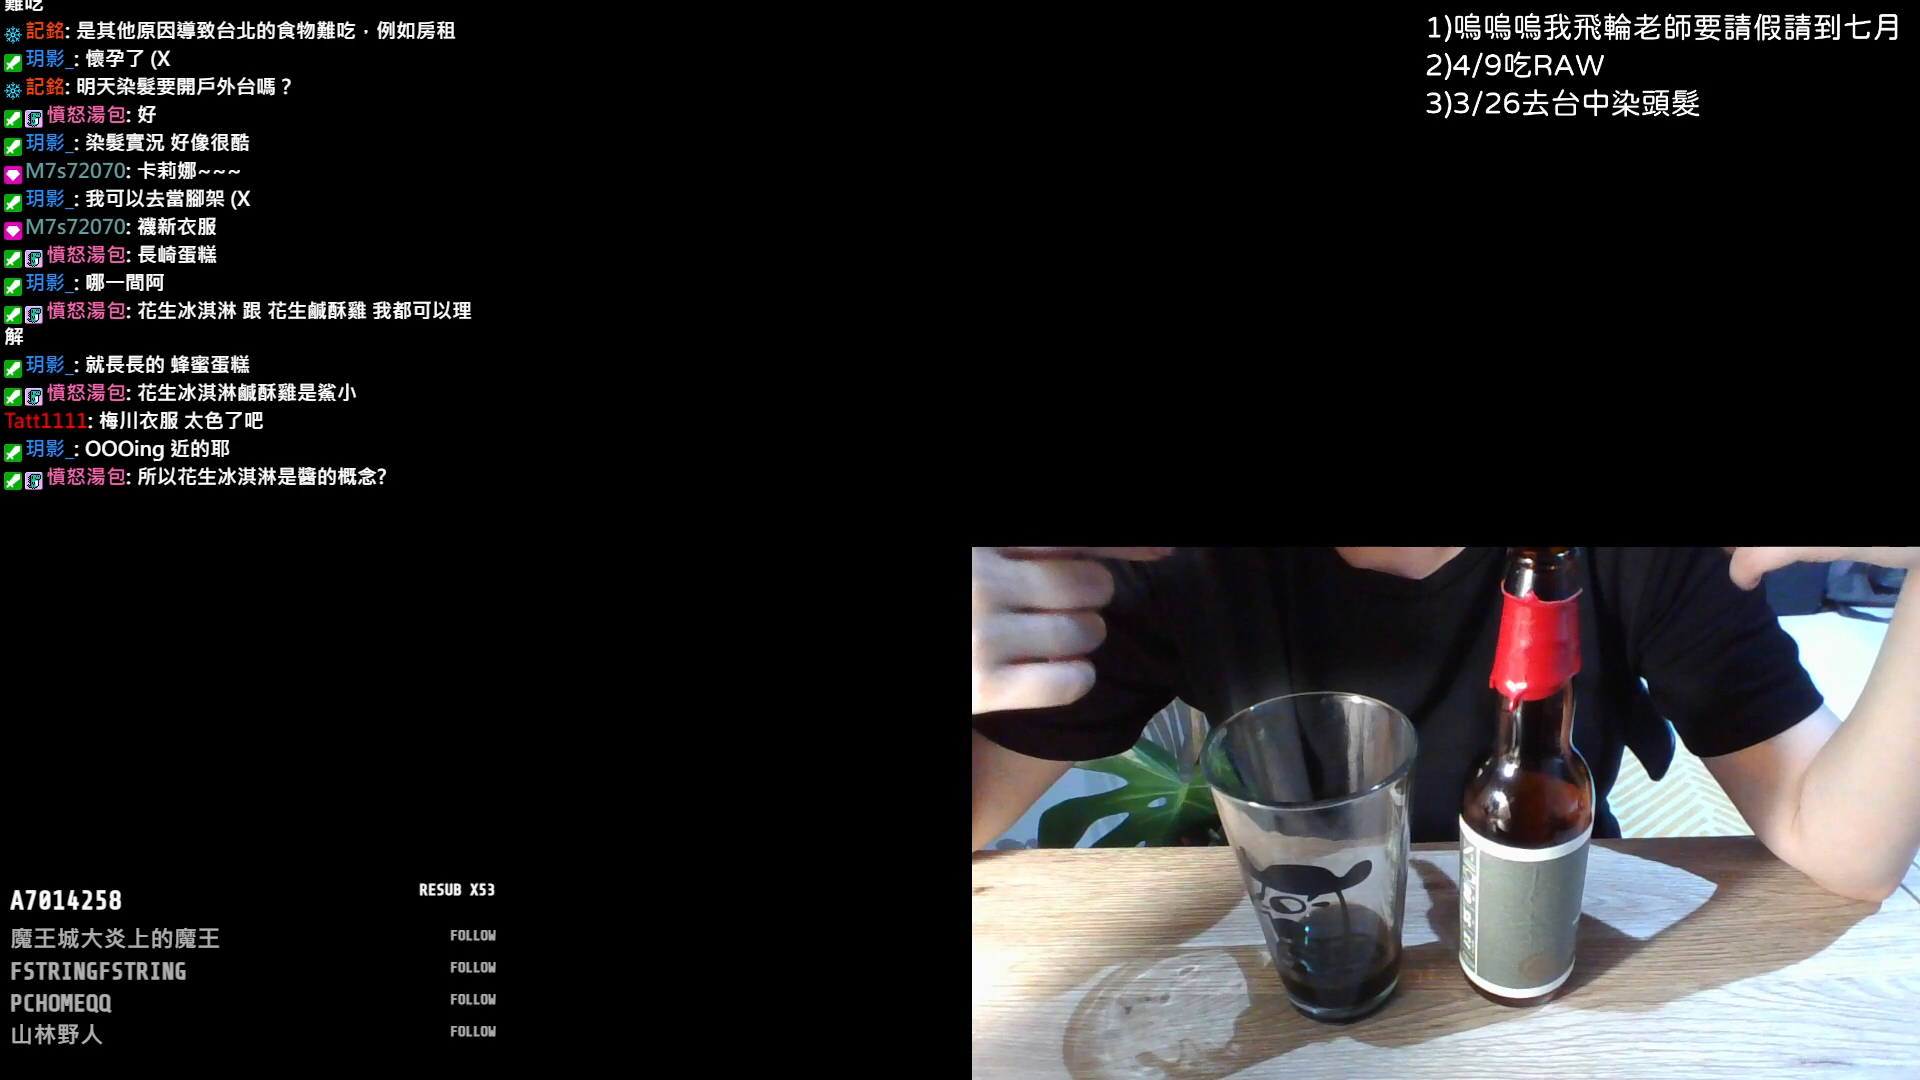 難吃
記銘: 是其他原因導致台北的食物難吃，例如房租
玥影_: 懷孕了 (X
記銘: 明天染髮要開戶外台嗎？
憤怒湯包: 好
玥影_: 染髮實況 好像很酷
M7s72070: 卡莉娜~~~
玥影_: 我可以去當腳架 (X
M7s72070: 襪新衣服
憤怒湯包: 長崎蛋糕
玥影_: 哪一間阿
憤怒湯包: 花生冰淇淋 跟 花生鹹酥雞 我都可以理
解
玥影_: 就長長的 蜂蜜蛋糕
憤怒湯包: 花生冰淇淋鹹酥雞是鯊小
Tatt1111: 梅川衣服 太色了吧
玥影_: OOOing 近的耶
憤怒湯包: 所以花生冰淇淋是醬的概念?
1)嗚嗚嗚我飛輪老師要請假請到七月
2)4/9吃RAW
3)3/26去台中染頭髮
A7014258 RESUB X53
魔王城大炎上的魔王 FOLLOW
FSTRINGFSTRING FOLLOW
PCHOMEQQ FOLLOW
山林野人 FOLLOW